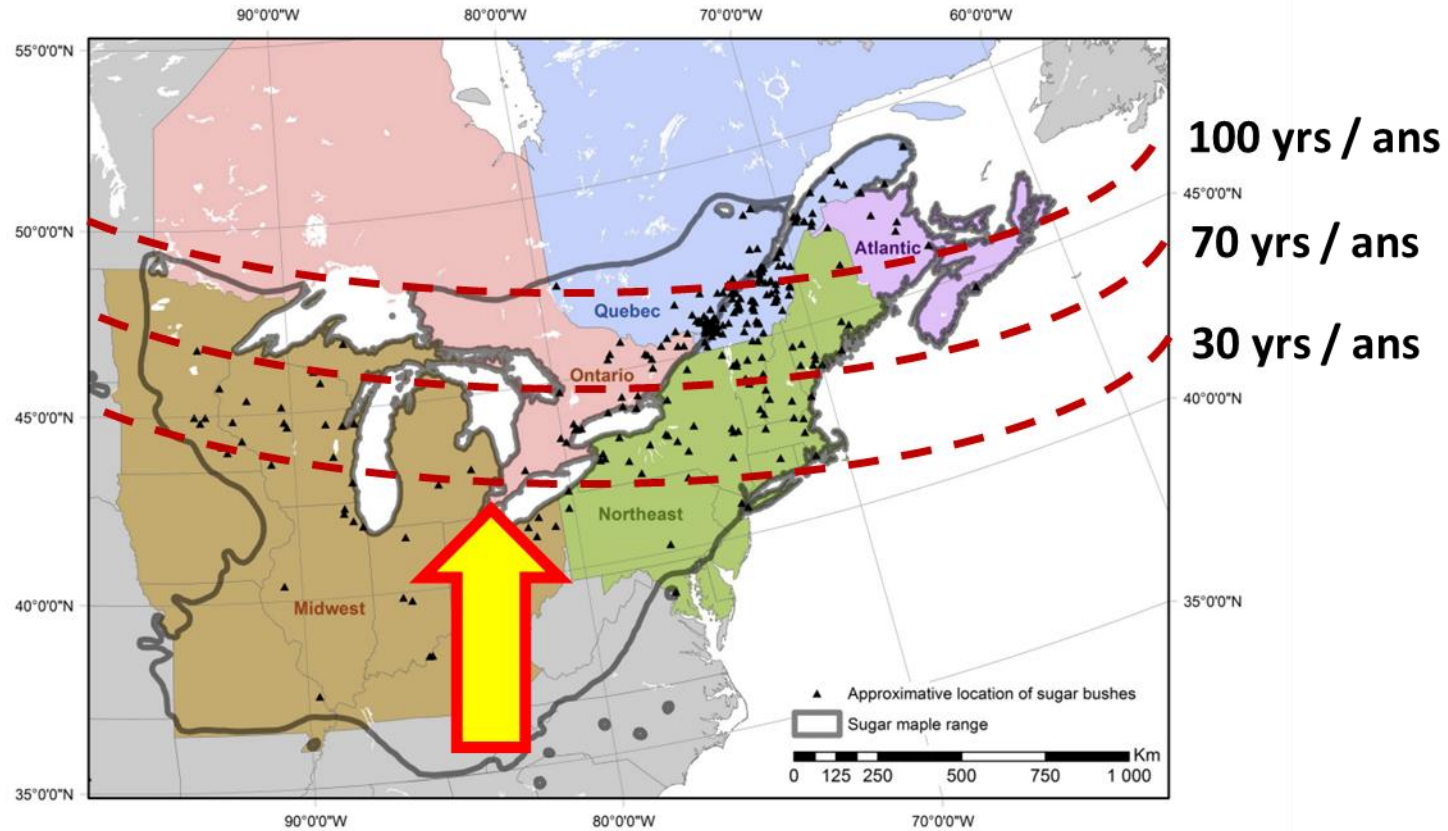 90°0'0"W 80°0'0"W 70°0'0"W 60°0'0"W
55°0'0"N
100 yrs / ans
45°0'0"N
50°0'0"N
Atlantic
70 yrs / ans
Quebec
30 yrs / ans
Ontario
40°0'0"N
45°0'0"N
Northeast
Midwest
40°0'0"N
35°0'0"N
Approximative location of sugar bushes
Sugar maple range
Km
0 125 250 500 750 1 000
35°0'0"N
90°0'0"W 80°0'0"W 70°0'0"W